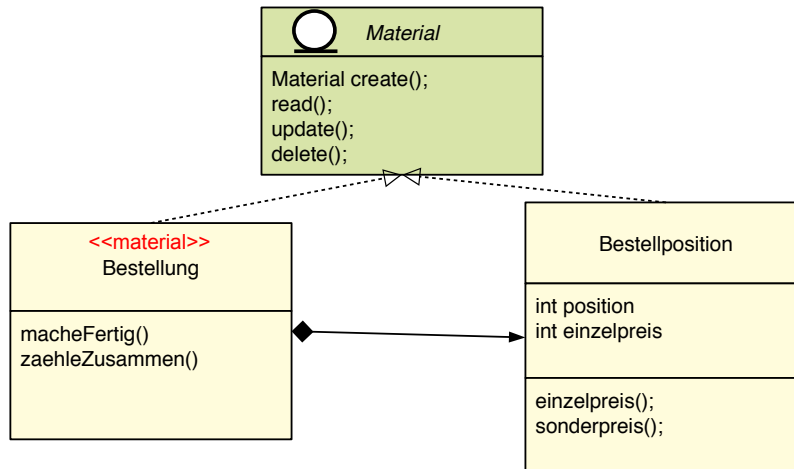 Material
Material create();
read();
update();
delete();
<<material>>
Bestellung
macheFertig()
zaehleZusammen()
Bestellposition
int position
int einzelpreis
einzelpreis();
sonderpreis();